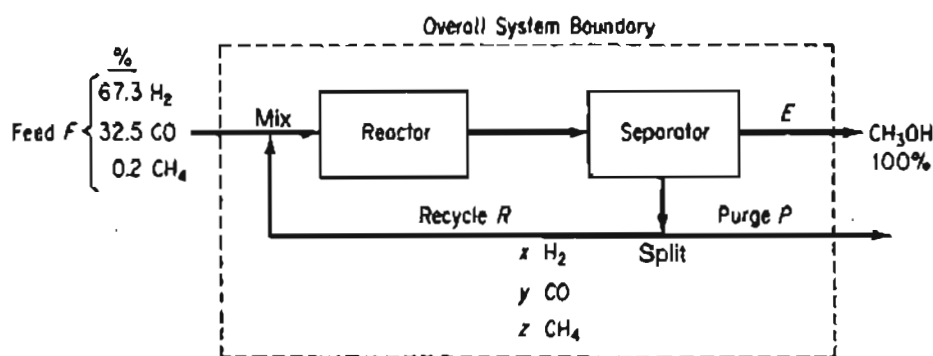 Overall System Boundary
%
67.3 H₂
Feed F 32.5 CO
0.2 CH₄
Mix
Reactor
Separator
E
CH₃OH
100%
Recycle R
Purge P
x H₂
Split
y CO
z CH₄